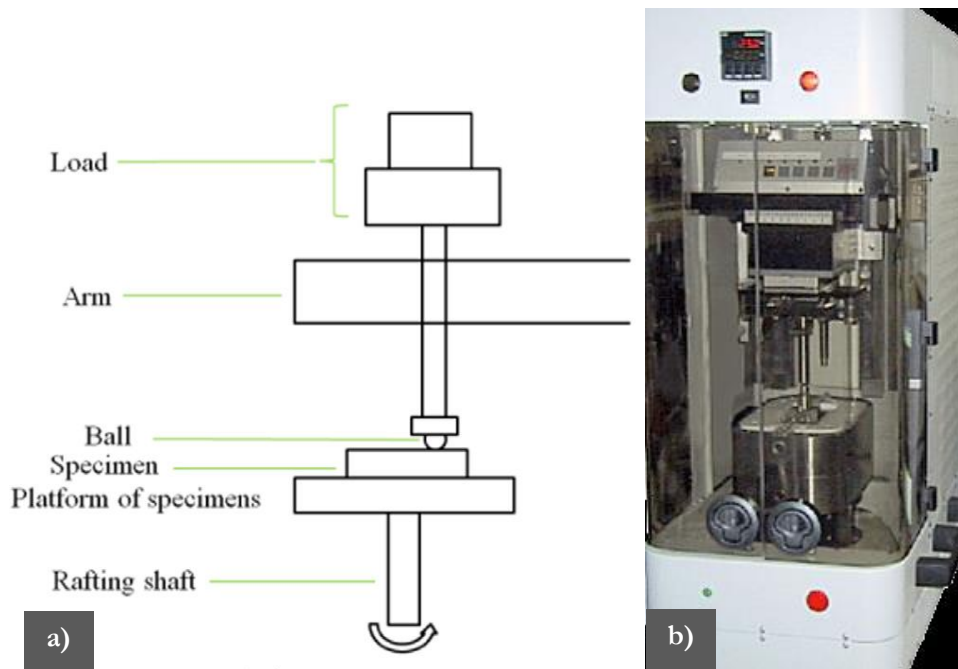 Load
Arm
Ball
Specimen
Platform of specimens
Rafting shaft
a)
b)